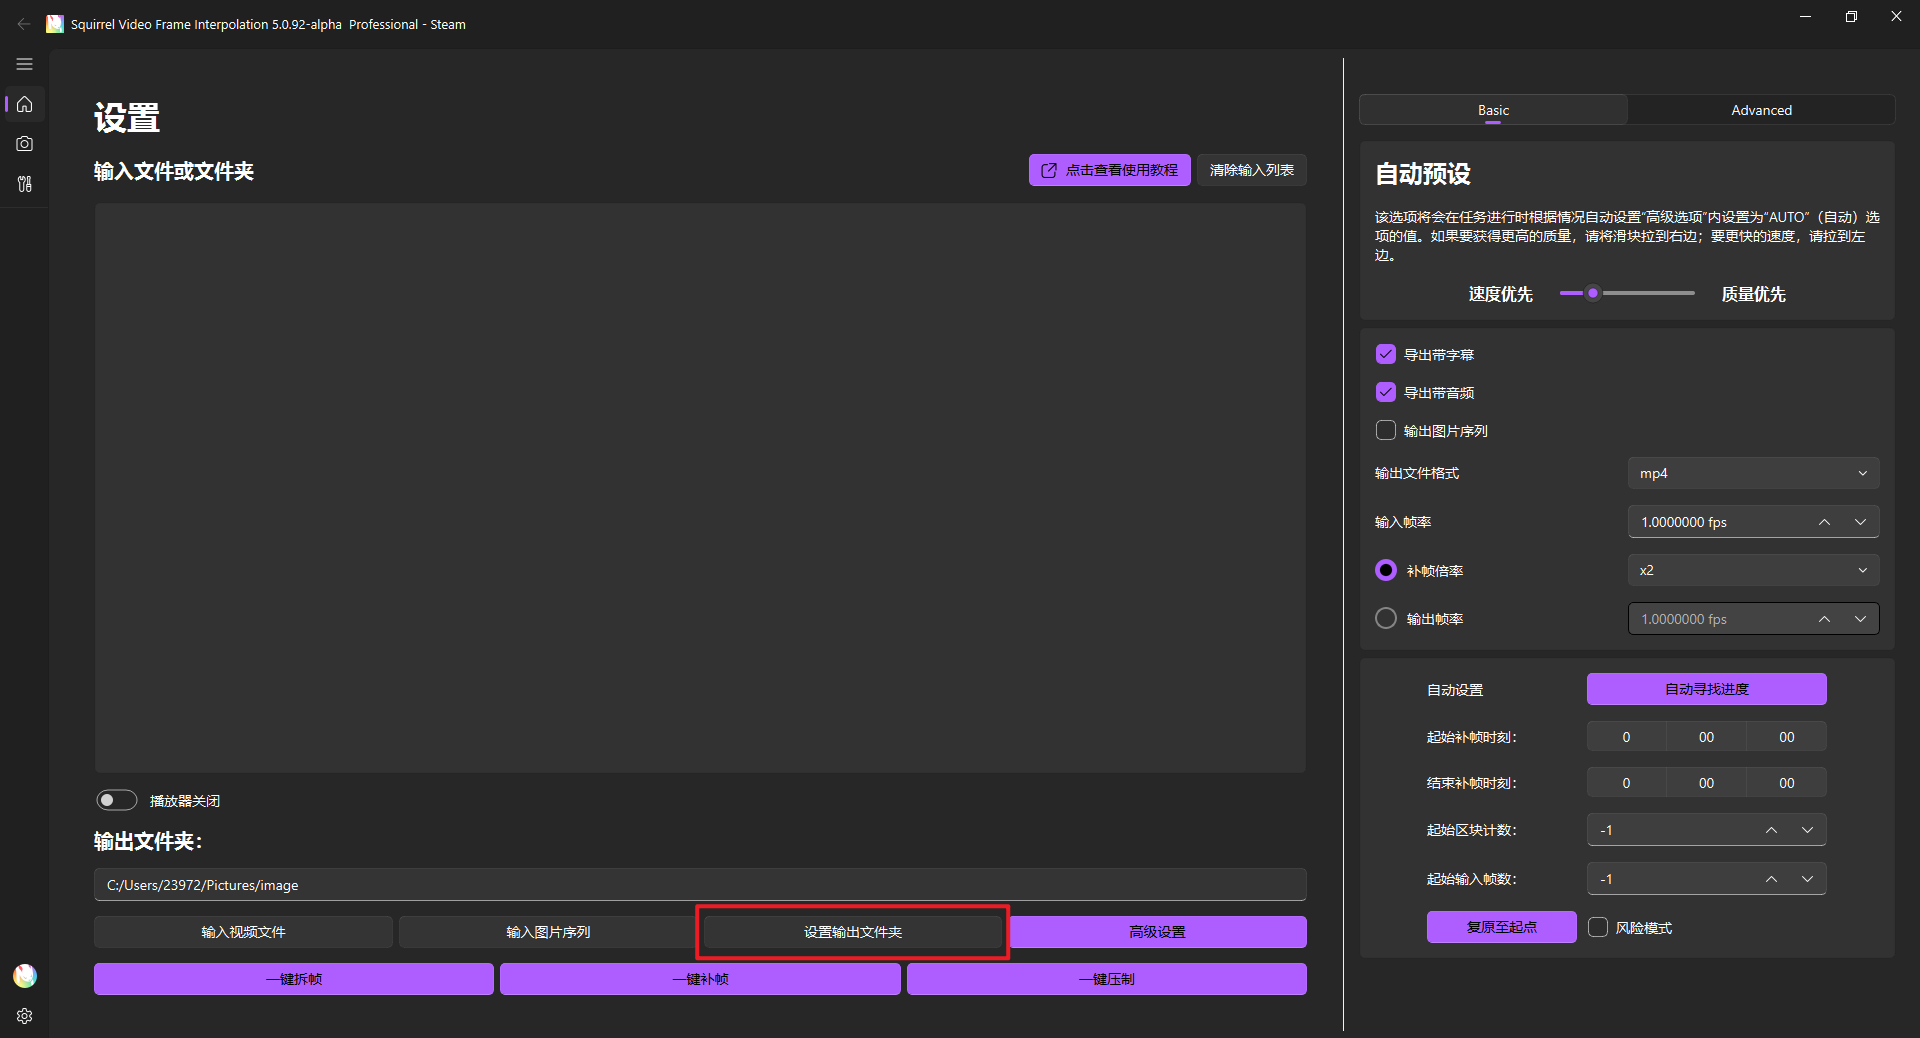 Squirrel Video Frame Interpolation 5.0.92-alpha  Professional - Steam
设置
输入文件或文件夹
点击查看使用教程
清除输入列表
播放器关闭
输出文件夹：
C:/Users/23972/Pictures/image
输入视频文件
输入图片序列
设置输出文件夹
高级设置
一键拆帧
一键补帧
一键压制
Basic
Advanced
自动预设
该选项将会在任务进行时根据情况自动设置“高级选项”内设置为“AUTO”（自动）选
项的值。如果要获得更高的质量，请将滑块拉到右边；要更快的速度，请拉到左
边。
速度优先
质量优先
导出带字幕
导出带音频
输出图片序列
输出文件格式
mp4
输入帧率
1.0000000 fps
补帧倍率
x2
输出帧率
1.0000000 fps
自动设置
自动寻找进度
起始补帧时刻：
0
00
00
结束补帧时刻：
0
00
00
起始区块计数：
-1
起始输入帧数：
-1
复原至起点
风险模式